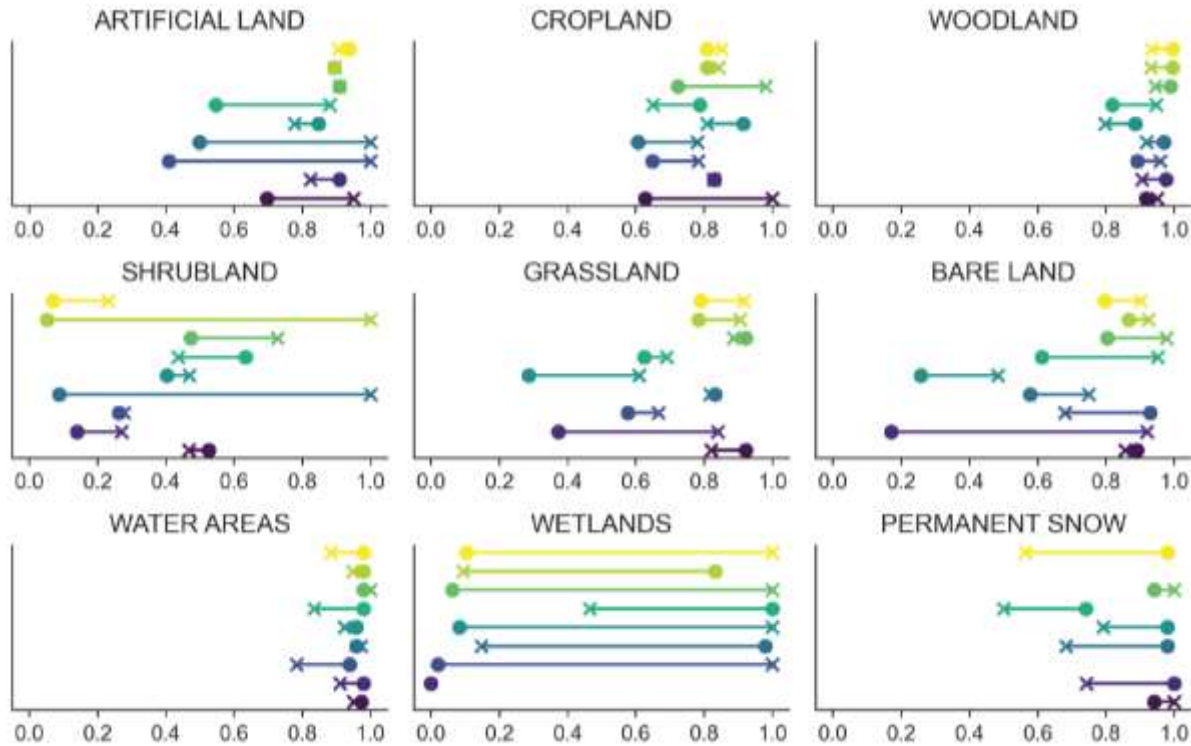 ARTIFICIAL LAND CROPLAND WOODLAND
0.0 0.2 0.4 0.6 0.8 1.0 0.0 0.2 0.4 0.6 0.8 1.0 0.0 0.2 0.4 0.6 0.8 1.0
SHRUBLAND GRASSLAND BARE LAND
0.0 0.2 0.4 0.6 0.8 1.0 0.0 0.2 0.4 0.6 0.8 1.0 0.0 0.2 0.4 0.6 0.8 1.0
WATER AREAS WETLANDS PERMANENT SNOW
0.0 0.2 0.4 0.6 0.8 1.0 0.0 0.2 0.4 0.6 0.8 1.0 0.0 0.2 0.4 0.6 0.8 1.0